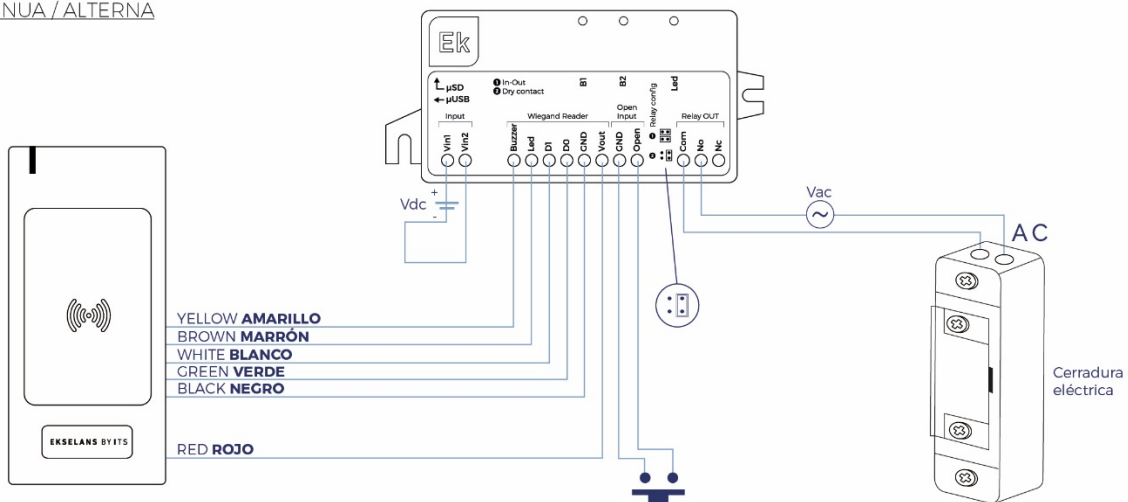 NUA / ALTERNA
Ek
µSD
µUSB
1 In-Out
2 Dry contact
B1
B2
Led
Input
Wiegand Reader
Open Input
Relay config
Relay OUT
Vin1
Vin2
Buzzer
Led
D1
D0
GND
Vout
GND
Open
1
2
Com
No
Nc
Vdc
+
-
Vac
~
AC
YELLOW AMARILLO
BROWN MARRÓN
WHITE BLANCO
GREEN VERDE
BLACK NEGRO
RED ROJO
EKSELANS BY ITS
Cerradura
eléctrica